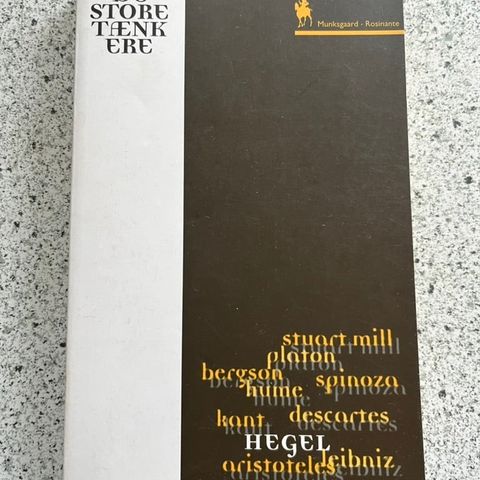 STORE
TÆNK
ERE
Munksgaard - Rosinante
stuart mill
platon
bergson
spinoza
hume
kant
descartes
HEGEL
leibniz
aristoteles